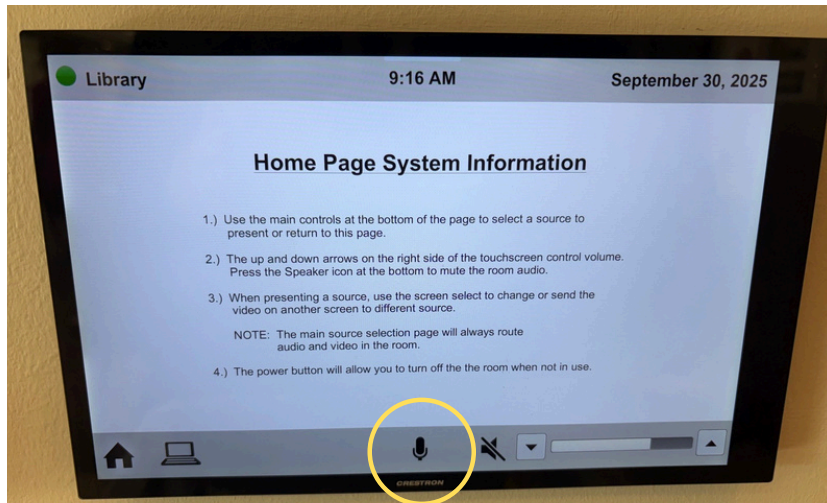 Library
9:16 AM
September 30, 2025
Home Page System Information
1.) Use the main controls at the bottom of the page to select a source to
present or return to this page.
2.) The up and down arrows on the right side of the touchscreen control volume.
Press the Speaker icon at the bottom to mute the room audio.
3.) When presenting a source, use the screen select to change or send the
video on another screen to different source.
NOTE: The main source selection page will always route
audio and video in the room.
4.) The power button will allow you to turn off the the room when not in use.
CRESTRON